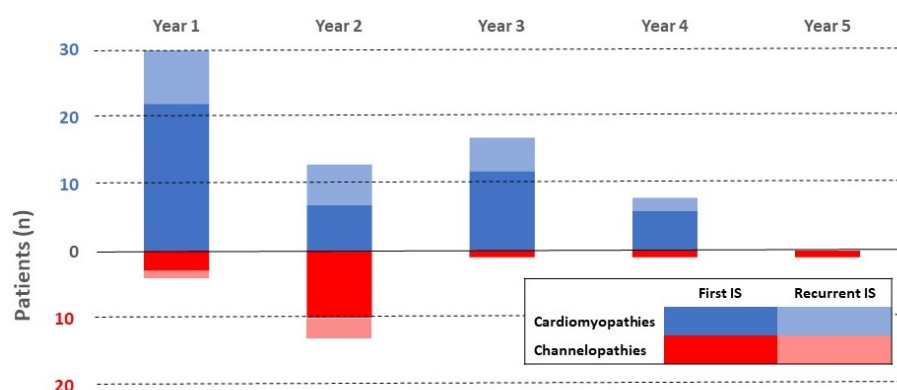 Year 1 Year 2 Year 3 Year 4 Year 5
30
20
10
0
10
20
Patients (n)
First IS Recurrent IS
Cardiomyopathies
Channelopathies